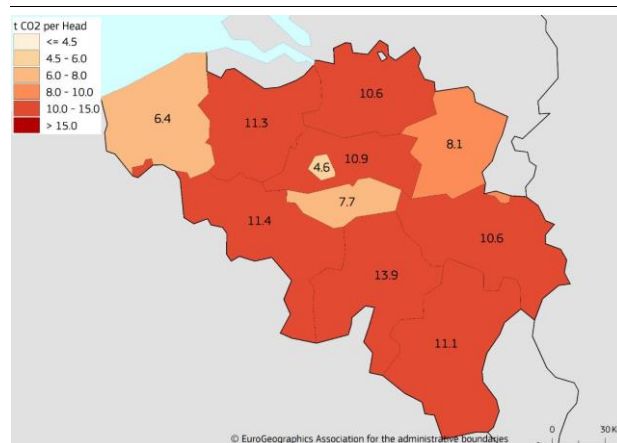 t CO2 per Head
<= 4.5
4.5 - 6.0
6.0 - 8.0
8.0 - 10.0
10.0 - 15.0
> 15.0
6.4
11.3
10.6
8.1
10.9
4.6
7.7
11.4
10.6
13.9
11.1
0 30 K
© EuroGeographics Association for the administrative boundaries